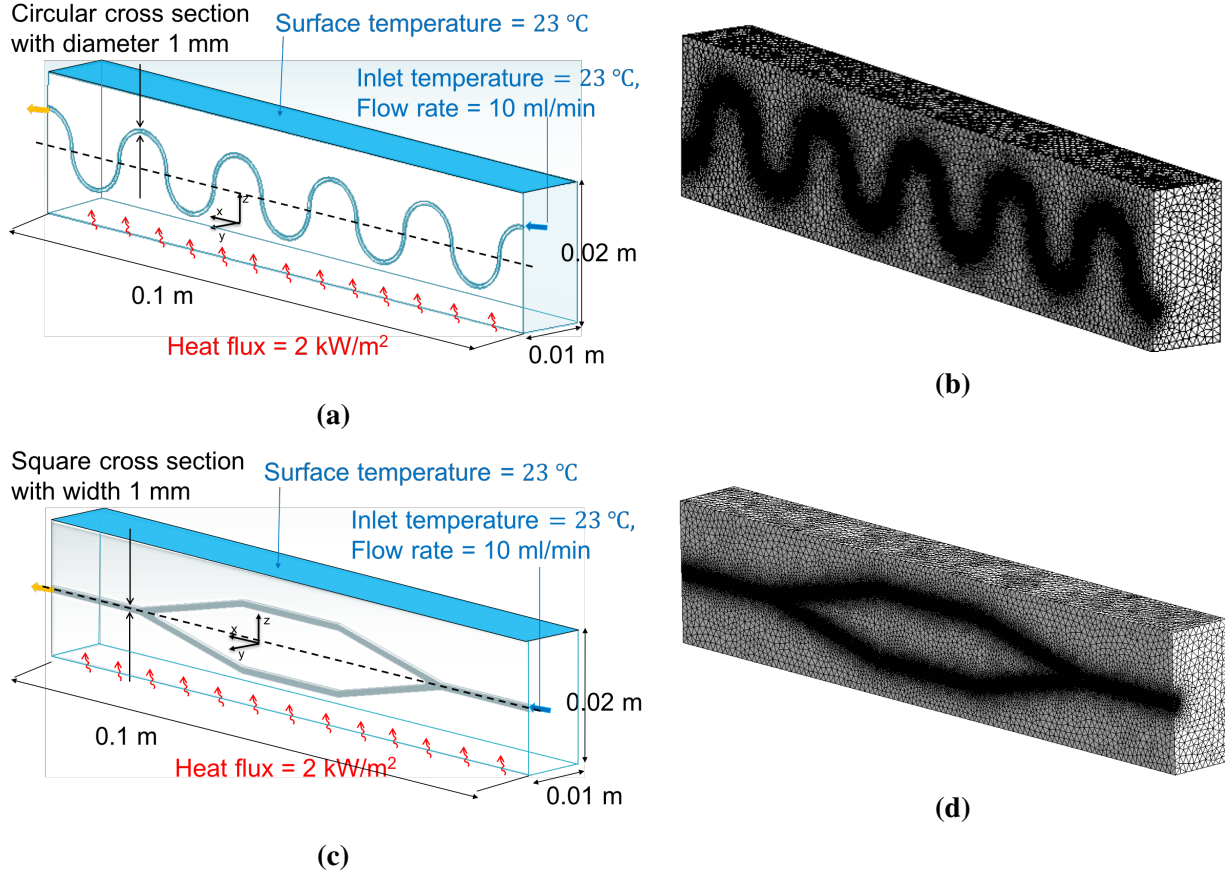 Circular cross section
with diameter 1 mm
Surface temperature = 23 ℃
Inlet temperature = 23 ℃,
Flow rate = 10 ml/min
z
x
y
0.02 m
0.1 m
0.01 m
Heat flux = 2 kW/m²
(a)
(b)
Square cross section
with width 1 mm
Surface temperature = 23 ℃
Inlet temperature = 23 ℃,
Flow rate = 10 ml/min
z
x
y
0.02 m
0.1 m
Heat flux = 2 kW/m²
0.01 m
(c)
(d)